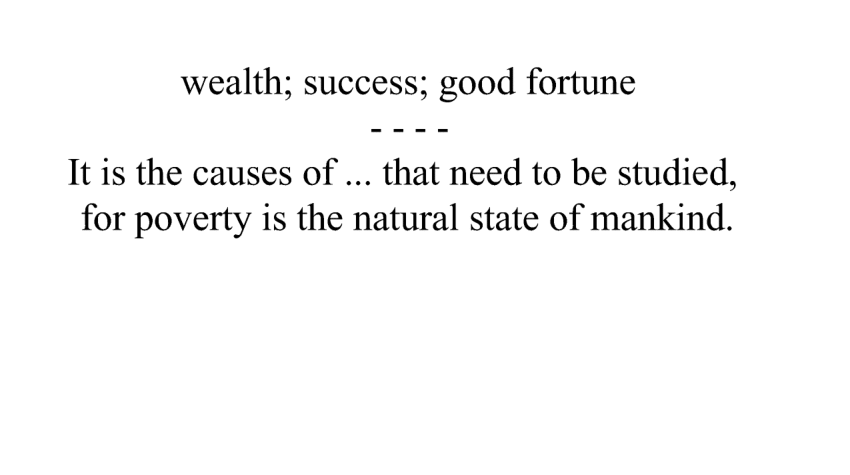 wealth; success; good fortune
- - - -
It is the causes of ... that need to be studied,
for poverty is the natural state of mankind.